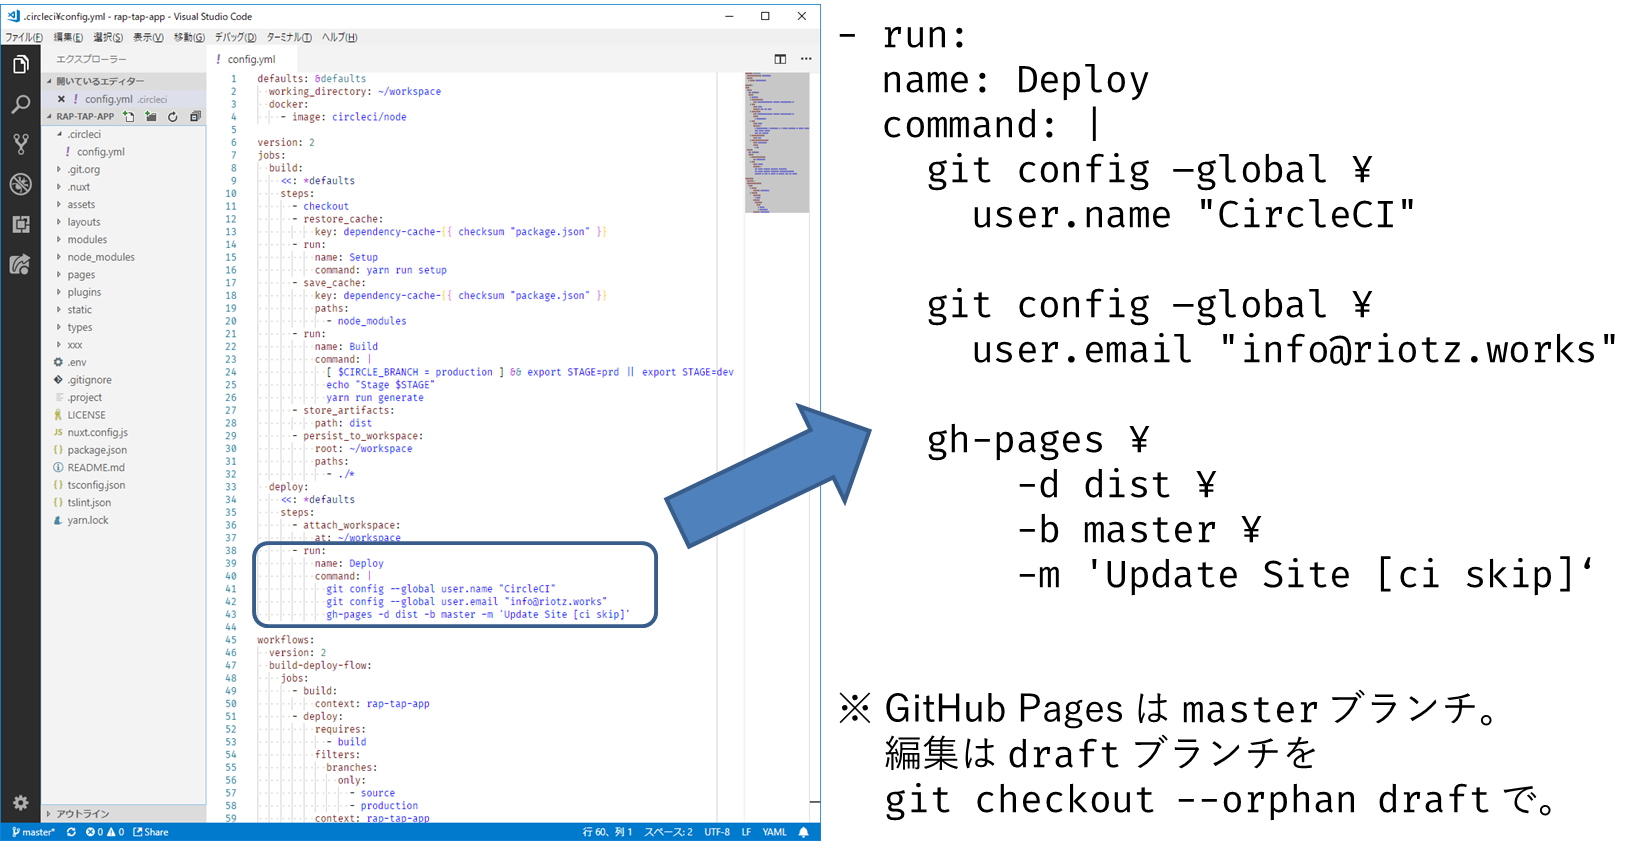 .circleci¥config.yml - rap-tap-app - Visual Studio Code
ファイル(F) 編集(E) 選択(S) 表示(V) 移動(G) デバッグ(D) ターミナル(T) ヘルプ(H)
エクスプローラー
開いているエディター
config.yml .circleci
RAP-TAP-APP
.circleci
config.yml
.git.org
.nuxt
assets
layouts
modules
node_modules
pages
plugins
static
types
xxx
.env
.gitignore
.project
LICENSE
JS nuxt.config.js
{} package.json
README.md
{} tsconfig.json
{} tslint.json
yarn.lock
アウトライン
! config.yml
1 defaults: &defaults
2 working_directory: ~/workspace
3 docker:
4 - image: circleci/node
5
6 version: 2
7 jobs:
8 build:
9 <<: *defaults
10 steps:
11 - checkout
12 - restore_cache:
13 key: dependency-cache-{{ checksum "package.json" }}
14 - run:
15 name: Setup
16 command: yarn run setup
17 - save_cache:
18 key: dependency-cache-{{ checksum "package.json" }}
19 paths:
20 - node_modules
21 - run:
22 name: Build
23 command: |
24 [ $CIRCLE_BRANCH = production ] && export STAGE=prd || export STAGE=dev
25 echo "Stage $STAGE"
26 yarn run generate
27 - store_artifacts:
28 path: dist
29 - persist_to_workspace:
30 root: ~/workspace
31 paths:
32 - ./*
33 deploy:
34 <<: *defaults
35 steps:
36 - attach_workspace:
37 at: ~/workspace
38 - run:
39 name: Deploy
40 command: |
41 git config --global user.name "CircleCI"
42 git config --global user.email "info@riotz.works"
43 gh-pages -d dist -b master -m 'Update Site [ci skip]'
44
45 workflows:
46 version: 2
47 build-deploy-flow:
48 jobs:
49 - build:
50 context: rap-tap-app
51 - deploy:
52 requires:
53 - build
54 filters:
55 branches:
56 only:
57 - source
58 - production
59 context: rap-tap-app
master* 0 0 Share 行 60、列 1 スペース: 2 UTF-8 LF YAML
- run:
name: Deploy
command: |
git config –global ¥
user.name "CircleCI"
git config –global ¥
user.email "info@riotz.works"
gh-pages ¥
-d dist ¥
-b master ¥
-m 'Update Site [ci skip]‘
※ GitHub Pages は master ブランチ。
編集は draft ブランチを
git checkout --orphan draft で。